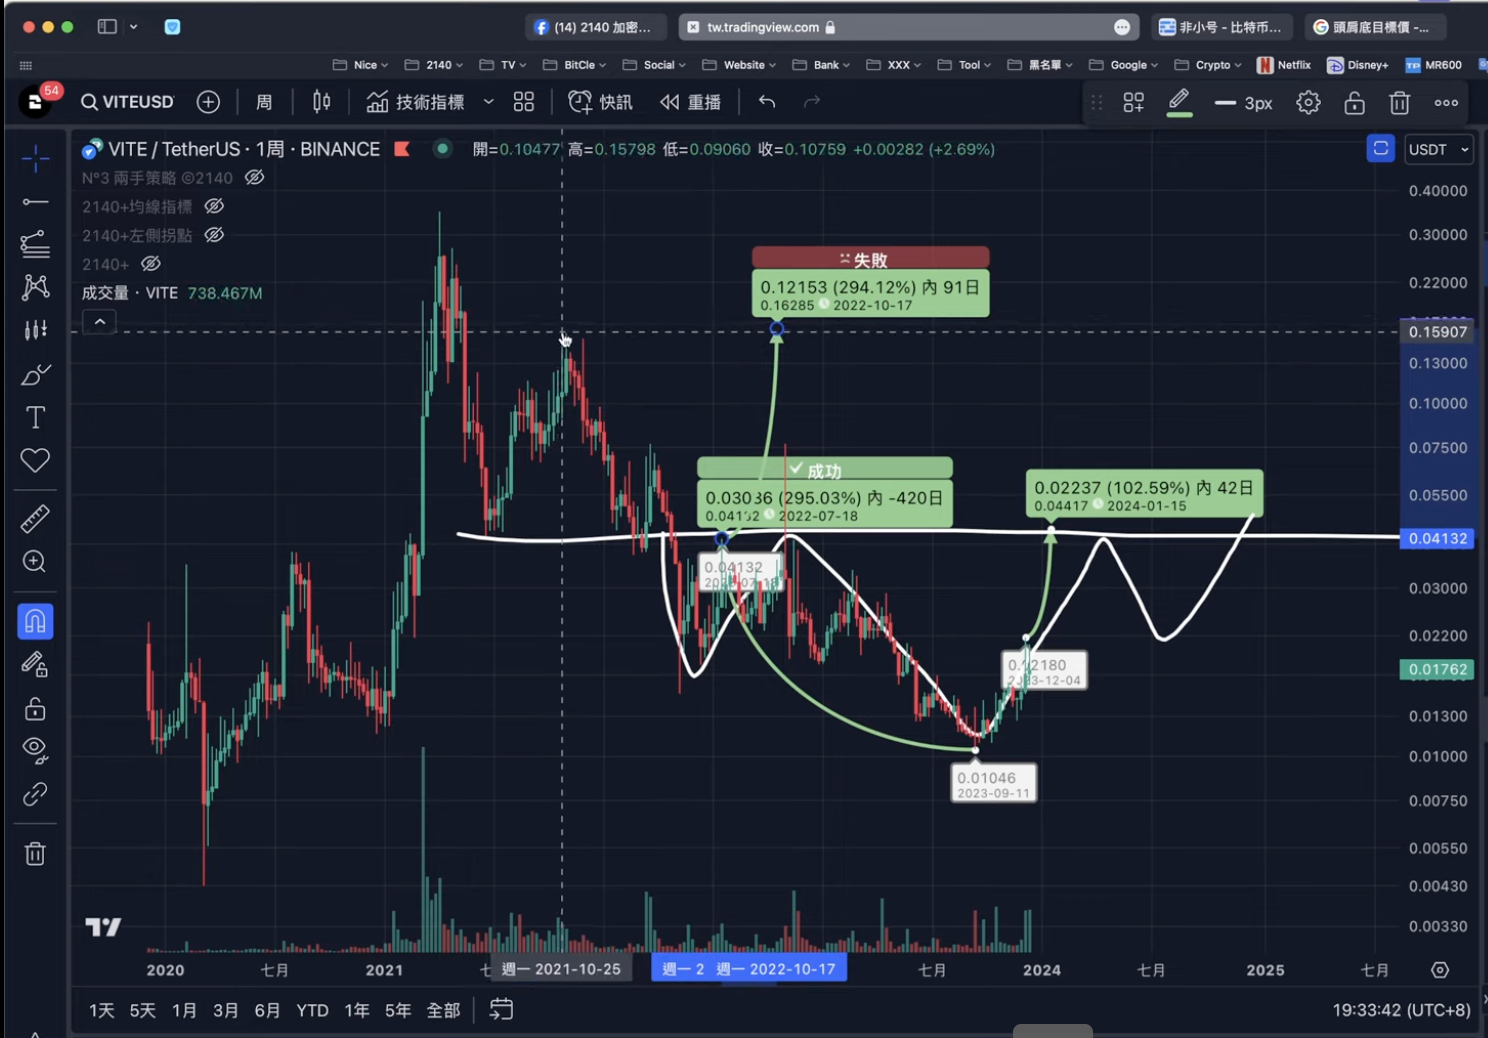 (14) 2140 加密...
tw.tradingview.com
非小号 - 比特币...
頭肩底目標價 -...
Nice
2140
TV
BitCle
Social
Website
Bank
XXX
Tool
黑名單
Google
Crypto
Netflix
Disney+
TP MR600
54
VITEUSD
周
技術指標
快訊
重播
3px
VITE / TetherUS · 1周 · BINANCE
開=0.10477 高=0.15798 低=0.09060 收=0.10759 +0.00282 (+2.69%)
USDT
N°3 兩手策略 ©2140
2140+均線指標
2140+左側拐點
2140+
成交量 · VITE 738.467M
失敗
0.12153 (294.12%) 內 91日
0.16285 2022-10-17
成功
0.03036 (295.03%) 內 -420日
2022-07-18
0.04132
0.02237 (102.59%) 內 42日
0.04417 2024-01-15
0.01046
2023-09-11
0.40000
0.30000
0.22000
0.15907
0.13000
0.10000
0.07500
0.05500
0.04132
0.03000
0.02200
0.01762
0.01300
0.01000
0.00750
0.00550
0.00430
0.00330
2020
七月
2021
週一 2021-10-25
週一 2
週一 2022-10-17
七月
2024
七月
2025
七月
1天
5天
1月
3月
6月
YTD
1年
5年
全部
19:33:42 (UTC+8)